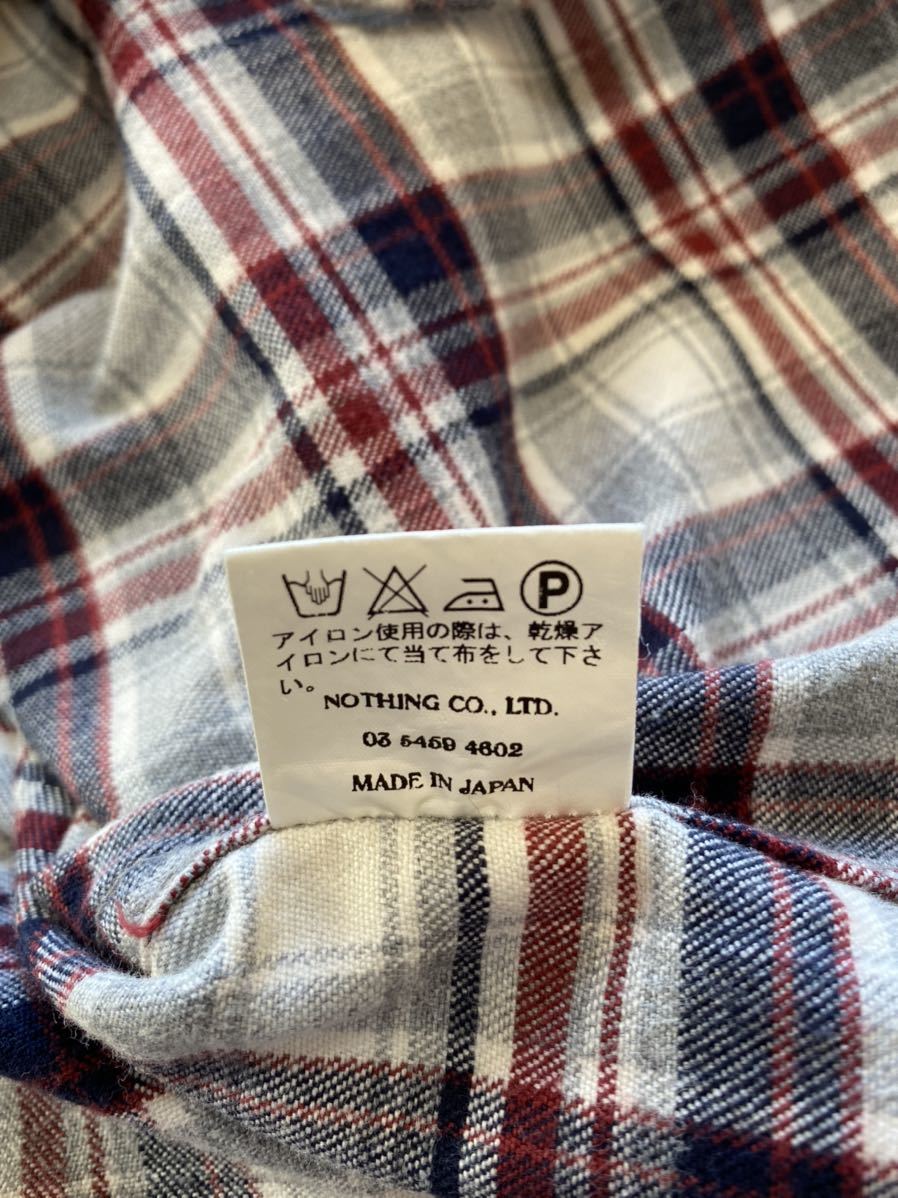 P
アイロン使用の際は、乾燥ア
イロンにて当て布をして下さ
い。
NOTHING CO., LTD.
03 5459 4602
MADE IN JAPAN